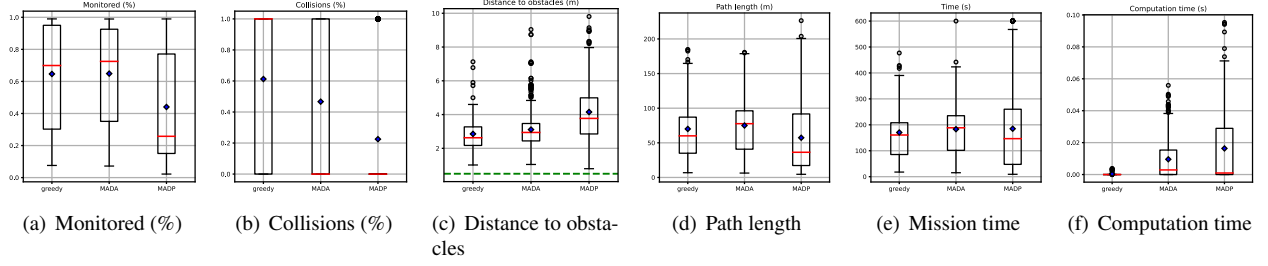 Monitored (%)
1.0
0.8
0.6
0.4
0.2
0.0
greedy
MADA
MADP
(a) Monitored (%)
Collisions (%)
1.0
0.8
0.6
0.4
0.2
0.0
greedy
MADA
MADP
(b) Collisions (%)
Distance to obstacles (m)
10
8
6
4
2
greedy
MADA
MADP
(c) Distance to obsta-
cles
Path length (m)
200
150
100
50
0
greedy
MADA
MADP
(d) Path length
Time (s)
600
500
400
300
200
100
0
greedy
MADA
MADP
(e) Mission time
Computation time (s)
0.10
0.08
0.06
0.04
0.02
0.00
greedy
MADA
MADP
(f) Computation time